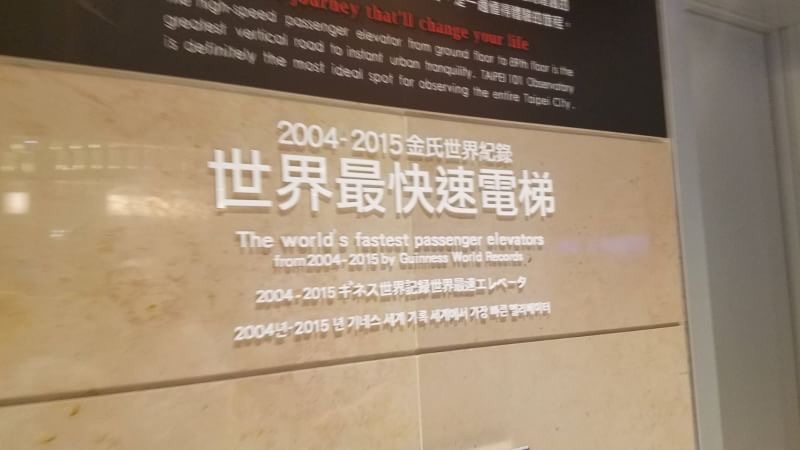 journey that'll change your life
high-speed passenger elevator from ground floor to 89th floor is the
greatest vertical road to instant urban tranquility. TAIPEI 101 Observatory
is definitely the most ideal spot for observing the entire Taipei City.
2004-2015金氏世界紀錄
世界最快速電梯
The world's fastest passenger elevators
from 2004-2015 by Guinness World Records
2004-2015 ギネス世界記録世界最速エレベータ
2004년-2015 년 기네스 세계 기록 세계에서 가장 빠른 엘리베이터